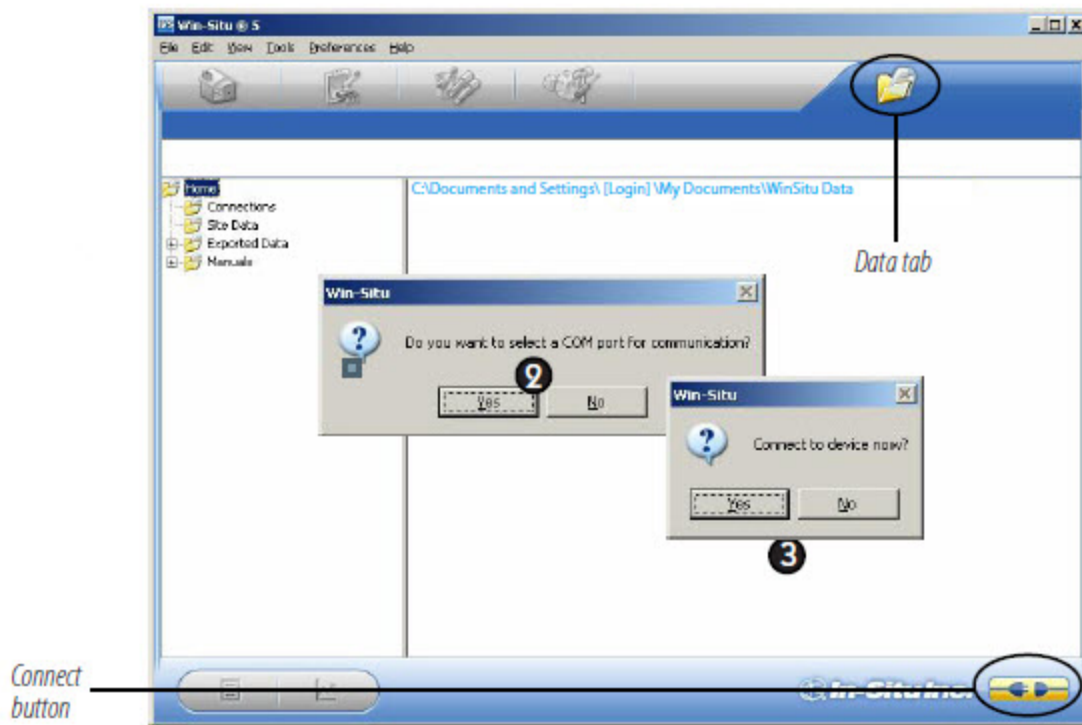 Win-Situ ® 5
File Edit View Tools Preferences Help
Home
Connections
Site Data
Exported Data
Manuals
C:\Documents and Settings\ [Login] \My Documents\WinSitu Data
Data tab
Win-Situ
Do you want to select a COM port for communication?
2
Yes No
Win-Situ
Connect to device now?
Yes No
3
Connect
button
In-Situ Inc.